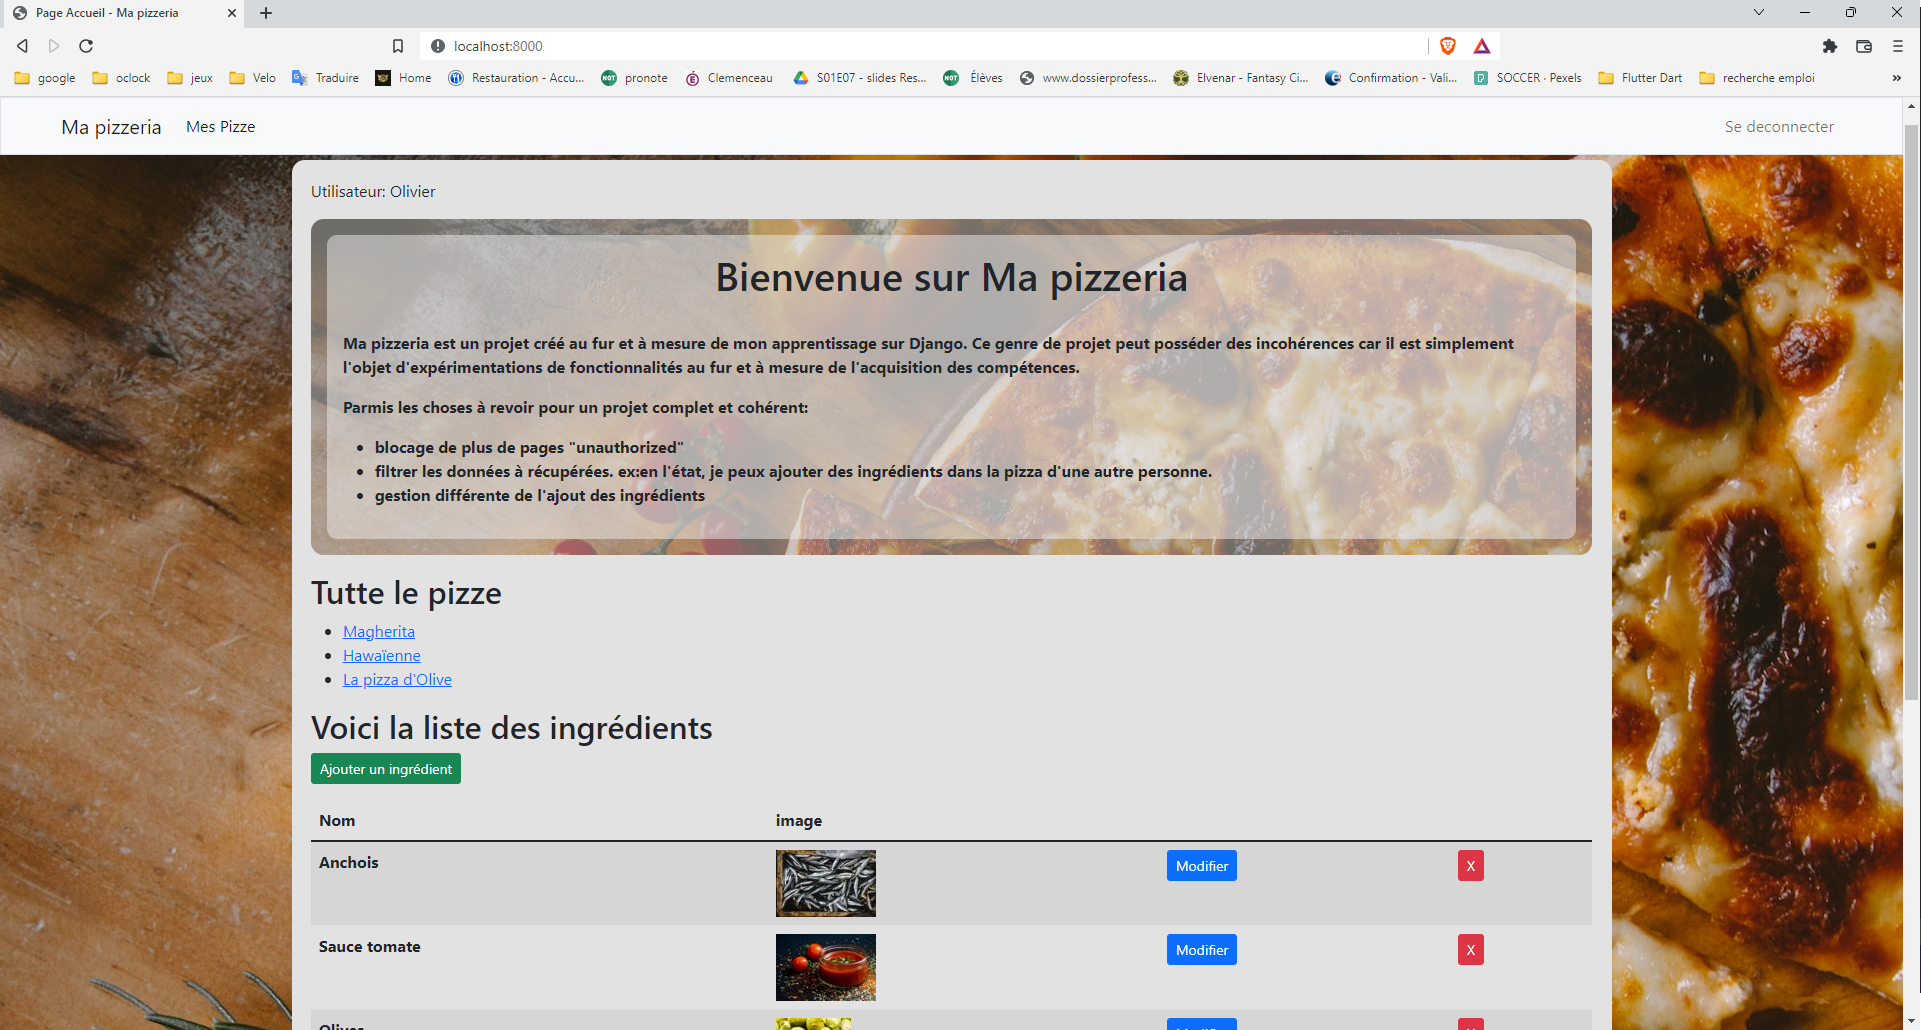 Page Accueil - Ma pizzeria
localhost:8000
google oclock jeux Velo Traduire Home Restauration - Accu... pronote Clemenceau S01E07 - slides Res... Élèves www.dossierprofess... Elvenar - Fantasy Ci... Confirmation - Vali... SOCCER · Pexels Flutter Dart recherche emploi »
Ma pizzeria Mes Pizze Se deconnecter
Utilisateur: Olivier
Bienvenue sur Ma pizzeria
Ma pizzeria est un projet créé au fur et à mesure de mon apprentissage sur Django. Ce genre de projet peut posséder des incohérences car il est simplement
l'objet d'expérimentations de fonctionnalités au fur et à mesure de l'acquisition des compétences.
Parmis les choses à revoir pour un projet complet et cohérent:
• blocage de plus de pages "unauthorized"
• filtrer les données à récupérées. ex:en l'état, je peux ajouter des ingrédients dans la pizza d'une autre personne.
• gestion différente de l'ajout des ingrédients
Tutte le pizze
• Magherita
• Hawaïenne
• La pizza d'Olive
Voici la liste des ingrédients
Ajouter un ingrédient
Nom image
Anchois Modifier X
Sauce tomate Modifier X
Olives Modifier X